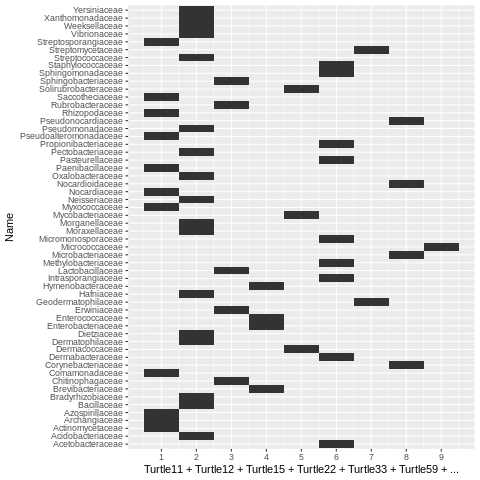 Yersiniaceae
Xanthomonadaceae
Weeksellaceae
Vibrionaceae
Streptosporangiaceae
Streptomycetaceae
Streptococcaceae
Staphylococcaceae
Sphingomonadaceae
Sphingobacteriaceae
Solirubrobacteraceae
Saccotheciaceae
Rubrobacteraceae
Rhizopodaceae
Pseudonocardiaceae
Pseudomonadaceae
Pseudoalteromonadaceae
Propionibacteriaceae
Pectobacteriaceae
Pasteurellaceae
Paenibacillaceae
Oxalobacteraceae
Nocardioidaceae
Nocardiaceae
Neisseriaceae
Myxococcaceae
Mycobacteriaceae
Morganellaceae
Moraxellaceae
Micromonosporaceae
Micrococcaceae
Microbacteriaceae
Methylobacteriaceae
Lactobacillaceae
Intrasporangiaceae
Hymenobacteraceae
Hafniaceae
Geodermatophilaceae
Erwiniaceae
Enterococcaceae
Enterobacteriaceae
Dietziaceae
Dermatophilaceae
Dermacoccaceae
Dermabacteraceae
Corynebacteriaceae
Comamonadaceae
Chitinophagaceae
Brevibacteriaceae
Bradyrhizobiaceae
Bacillaceae
Azospirillaceae
Archangiaceae
Actinomycetaceae
Acidobacteriaceae
Acetobacteraceae
Name
1 2 3 4 5 6 7 8 9
Turtle11 + Turtle12 + Turtle15 + Turtle22 + Turtle33 + Turtle59 + ...